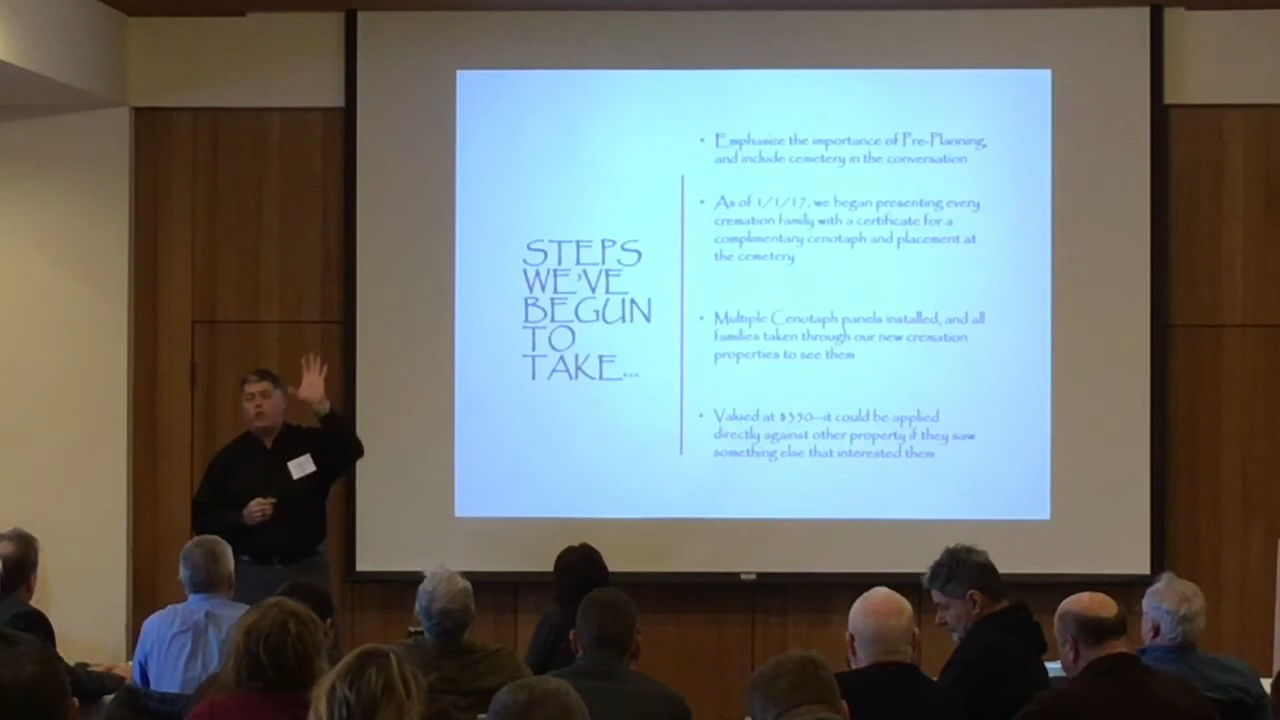 STEPS
WE'VE
BEGUN
TO
TAKE...
• Emphasize the importance of Pre-Planning,
and include cemetery in the conversation
• As of 1/1/17, we began presenting every
cremation family with a certificate for a
complimentary cenotaph and placement at
the cemetery
• Multiple Cenotaph panels installed, and all
families taken through our new cremation
properties to see them
• Valued at $350—it could be applied
directly against other property if they saw
something else that interested them